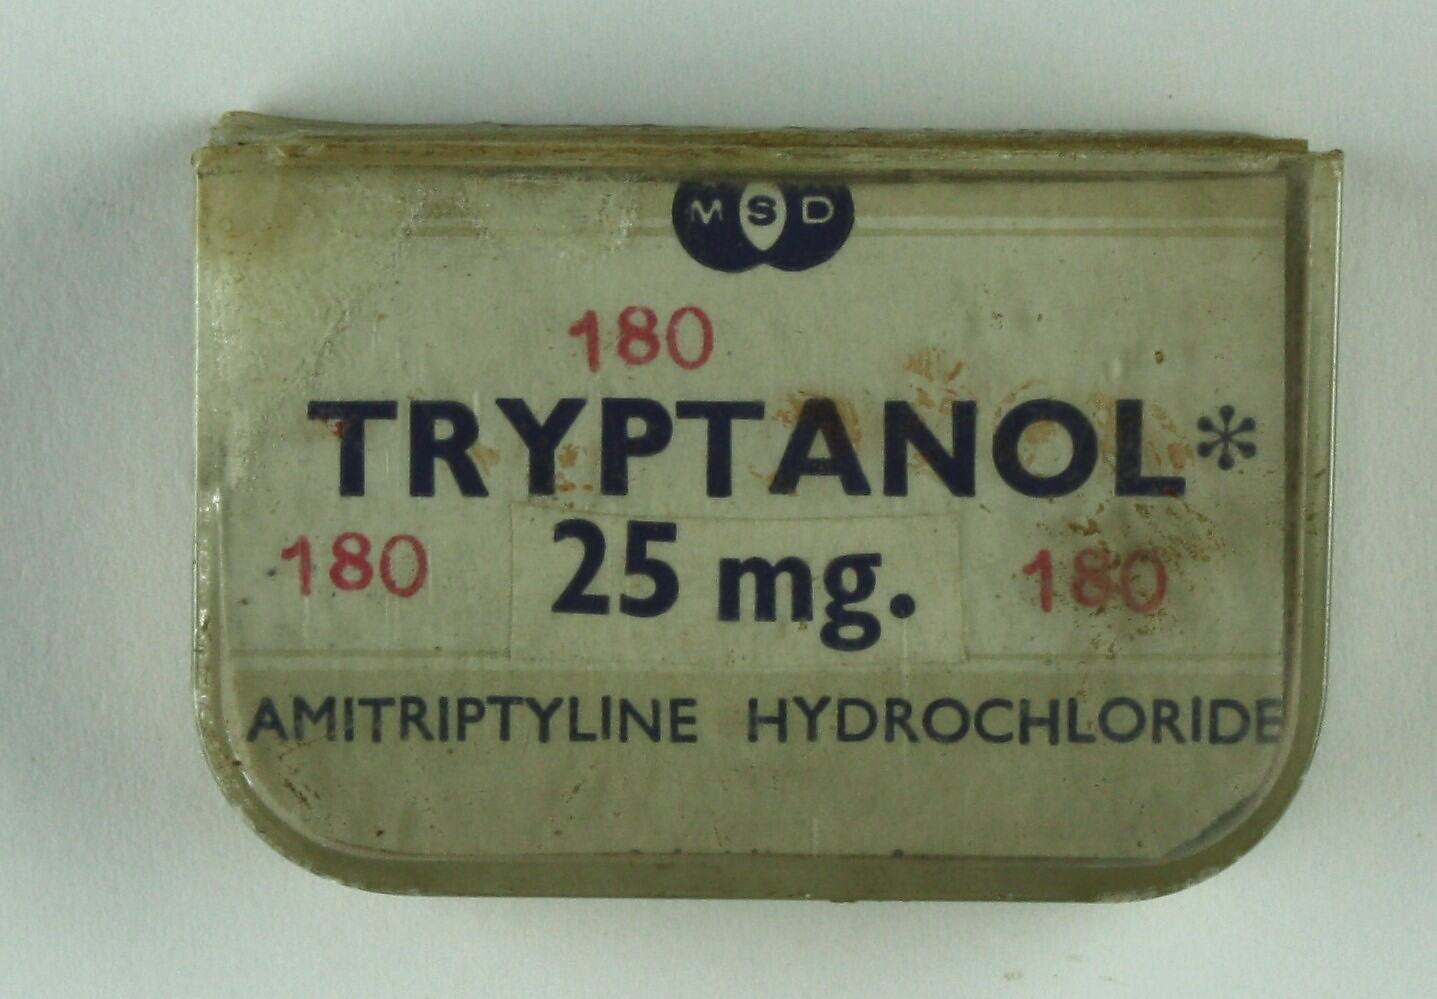 MSD
180
TRYPTANOL*
180 25 mg. 180
AMITRIPTYLINE HYDROCHLORIDE